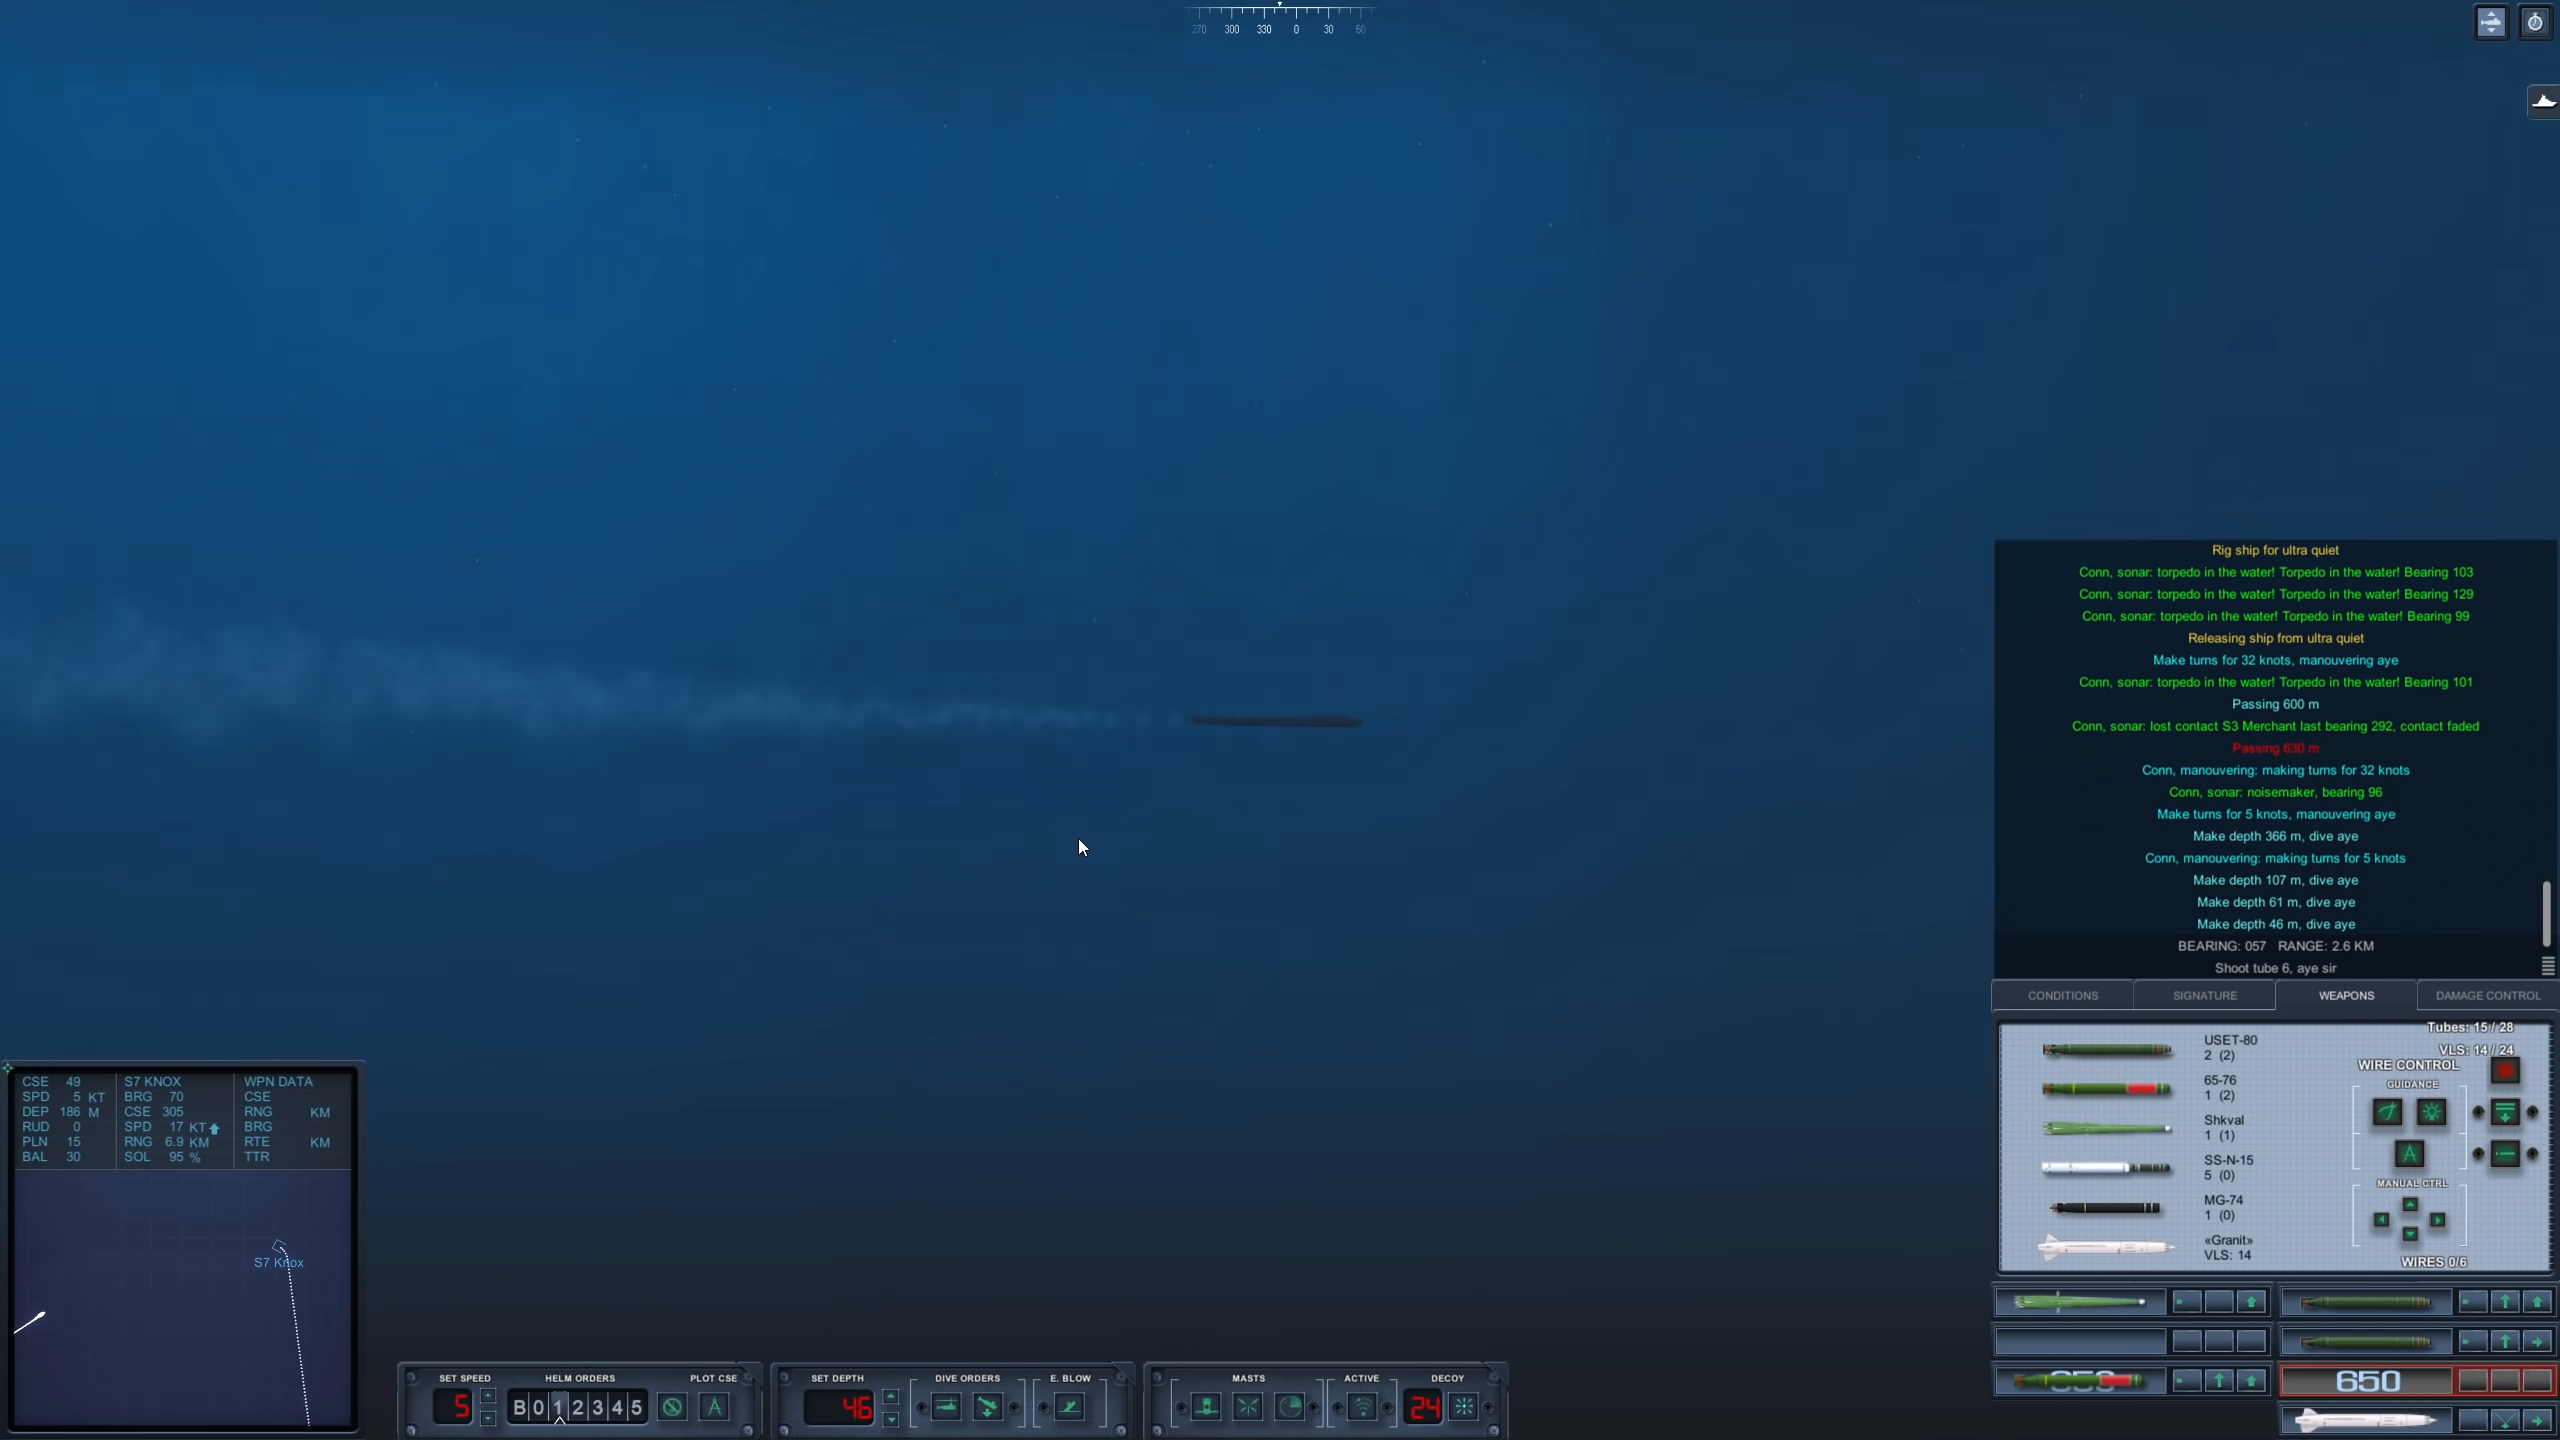 270 300 330 0 30 60
Rig ship for ultra quiet
Conn, sonar: torpedo in the water! Torpedo in the water! Bearing 103
Conn, sonar: torpedo in the water! Torpedo in the water! Bearing 129
Conn, sonar: torpedo in the water! Torpedo in the water! Bearing 99
Releasing ship from ultra quiet
Make turns for 32 knots, manouvering aye
Conn, sonar: torpedo in the water! Torpedo in the water! Bearing 101
Passing 600 m
Conn, sonar: lost contact S3 Merchant last bearing 292, contact faded
Passing 630 m
Conn, manouvering: making turns for 32 knots
Conn, sonar: noisemaker, bearing 96
Make turns for 5 knots, manouvering aye
Make depth 366 m, dive aye
Conn, manouvering: making turns for 5 knots
Make depth 107 m, dive aye
Make depth 61 m, dive aye
Make depth 46 m, dive aye
BEARING: 057 RANGE: 2.6 KM
Shoot tube 6, aye sir
CONDITIONS SIGNATURE WEAPONS DAMAGE CONTROL
Tubes: 15 / 28
VLS: 14 / 24
USET-80
2 (2)
65-76
1 (2)
Shkval
1 (1)
SS-N-15
5 (0)
MG-74
1 (0)
«Granit»
VLS: 14
WIRE CONTROL
GUIDANCE
MANUAL CTRL
WIRES 0/6
650
CSE 49 S7 KNOX WPN DATA
SPD 5 KT BRG 70 CSE
DEP 186 M CSE 305 RNG KM
RUD 0 SPD 17 KT BRG
PLN 15 RNG 6.9 KM RTE KM
BAL 30 SOL 95 % TTR
S7 Knox
SET SPEED HELM ORDERS PLOT CSE
5 B 0 1 2 3 4 5
SET DEPTH DIVE ORDERS E. BLOW
46
MASTS ACTIVE DECOY
24